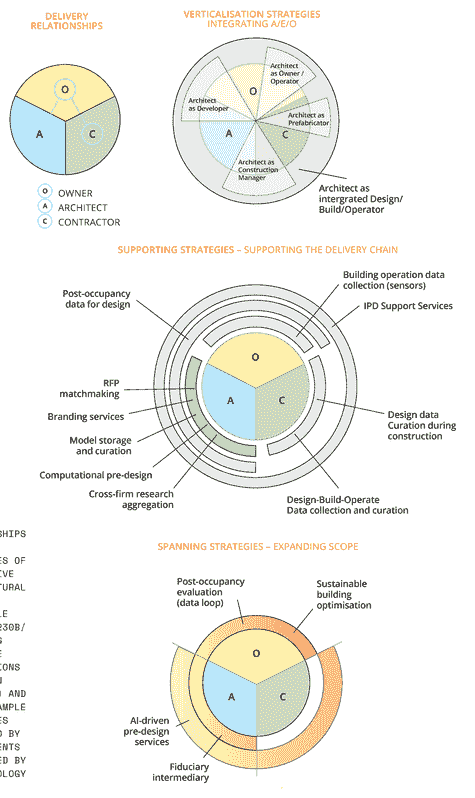 DELIVERY
RELATIONSHIPS
O
A
C
O OWNER
A ARCHITECT
C CONTRACTOR
VERTICALISATION STRATEGIES
INTEGRATING A/E/O
Architect
as Owner /
Operator
O
Architect
as Developer
Architect as
Prefabricator
A
C
Architect as
Construction
Manager
Architect as
intergrated Design/
Build/Operator
SUPPORTING STRATEGIES – SUPPORTING THE DELIVERY CHAIN
Building operation data
collection (sensors)
Post-occupancy
data for design
IPD Support Services
O
RFP
matchmaking
A
C
Branding services
Design data
Curation during
construction
Model storage
and curation
Computational pre-design
Cross-firm research
aggregation
Design-Build-Operate
Data collection and curation
SHIPS
ES OF
IVE
TURAL
LE
230B/
S
E
IONS
N
) AND
AMPLE
ES
D BY
ENTS
ED BY
OLOGY
SPANNING STRATEGIES – EXPANDING SCOPE
Post-occupancy
evaluation
(data loop)
Sustainable
building
optimisation
O
A
C
AI-driven
pre-design
services
Fiduciary
intermediary